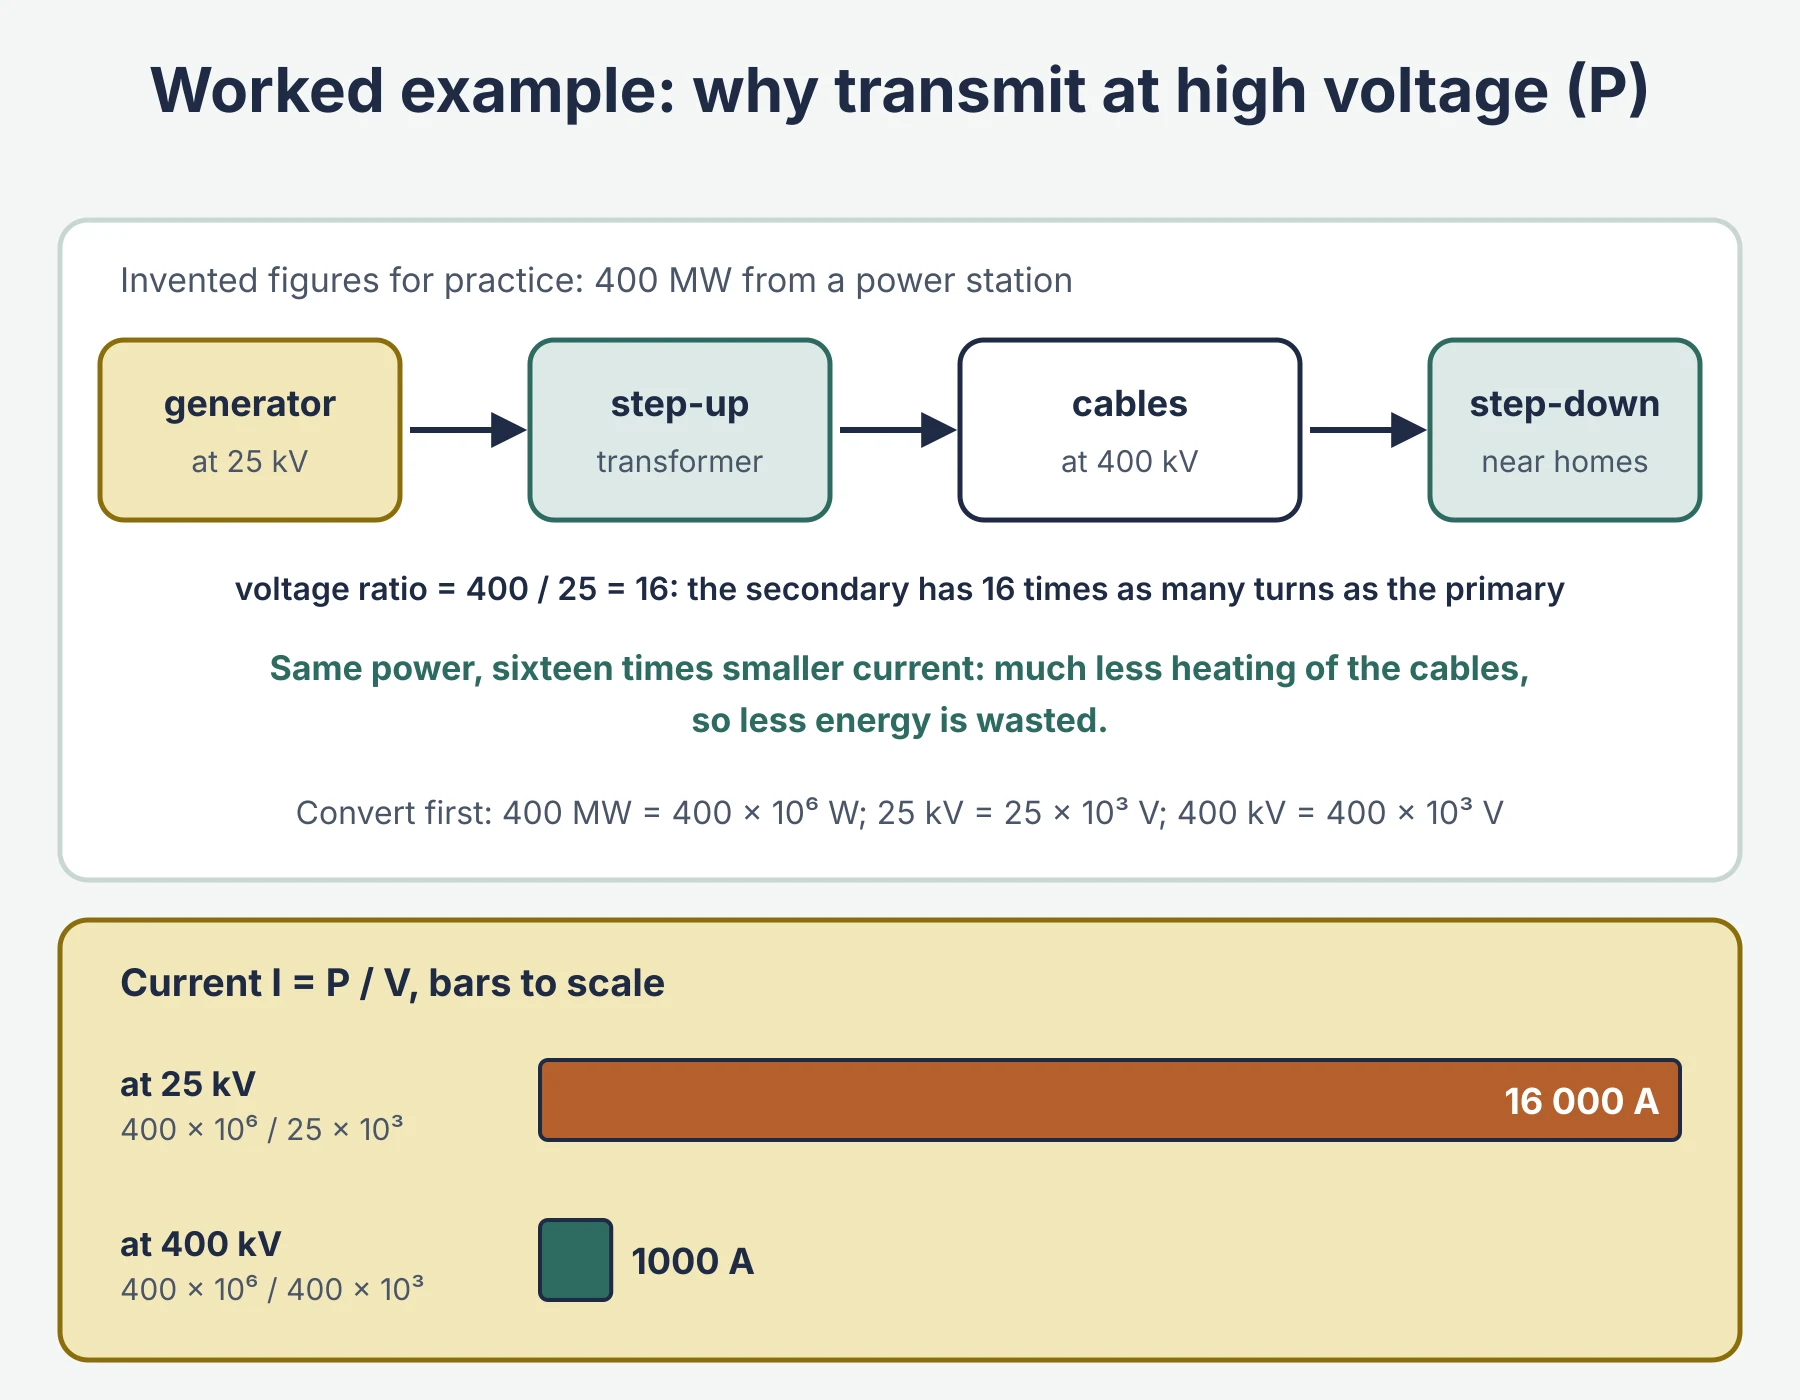 Worked example: why transmit at high voltage (P)
Invented figures for practice: 400 MW from a power station
generator
at 25 kV
step-up
transformer
cables
at 400 kV
step-down
near homes
voltage ratio = 400 / 25 = 16: the secondary has 16 times as many turns as the primary
Same power, sixteen times smaller current: much less heating of the cables,
so less energy is wasted.
Convert first: 400 MW = 400 × 10⁶ W; 25 kV = 25 × 10³ V; 400 kV = 400 × 10³ V
Current I = P / V, bars to scale
at 25 kV
400 × 10⁶ / 25 × 10³
16 000 A
at 400 kV
400 × 10⁶ / 400 × 10³
1000 A